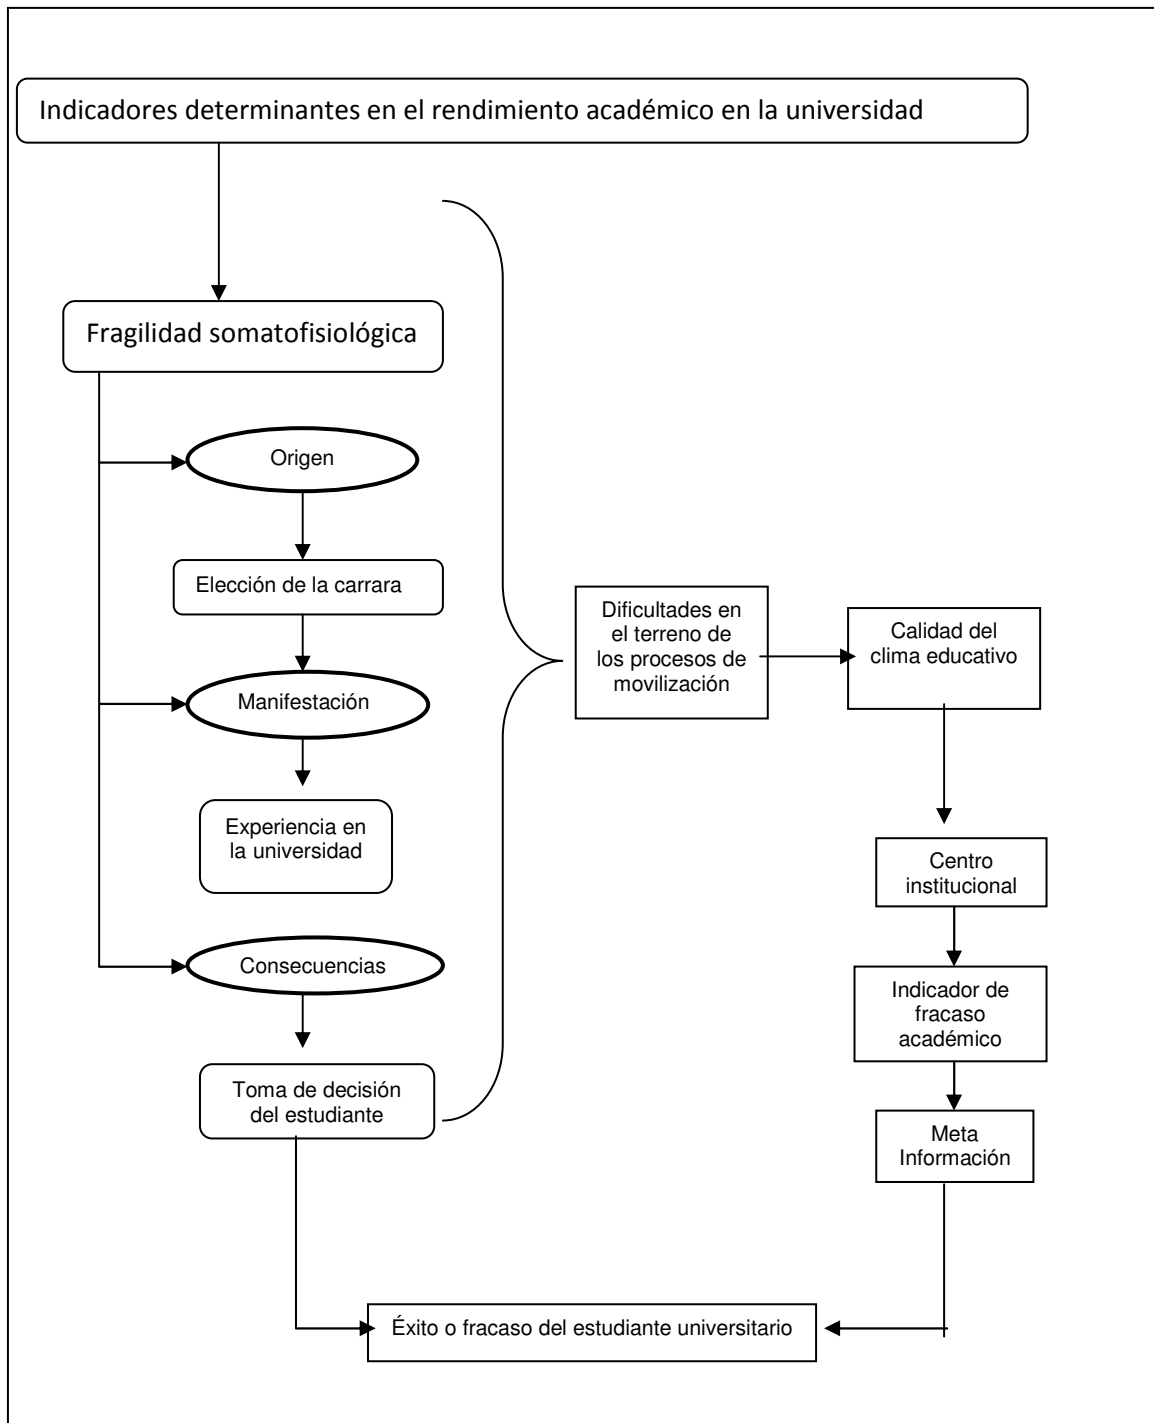 Indicadores determinantes en el rendimiento académico en la universidad
Fragilidad somatofisiológica
Origen
Elección de la carrara
Manifestación
Experiencia en
la universidad
Consecuencias
Toma de decisión
del estudiante
Dificultades en
el terreno de
los procesos de
movilización
Calidad del
clima educativo
Centro
institucional
Indicador de
fracaso
académico
Meta
Información
Éxito o fracaso del estudiante universitario